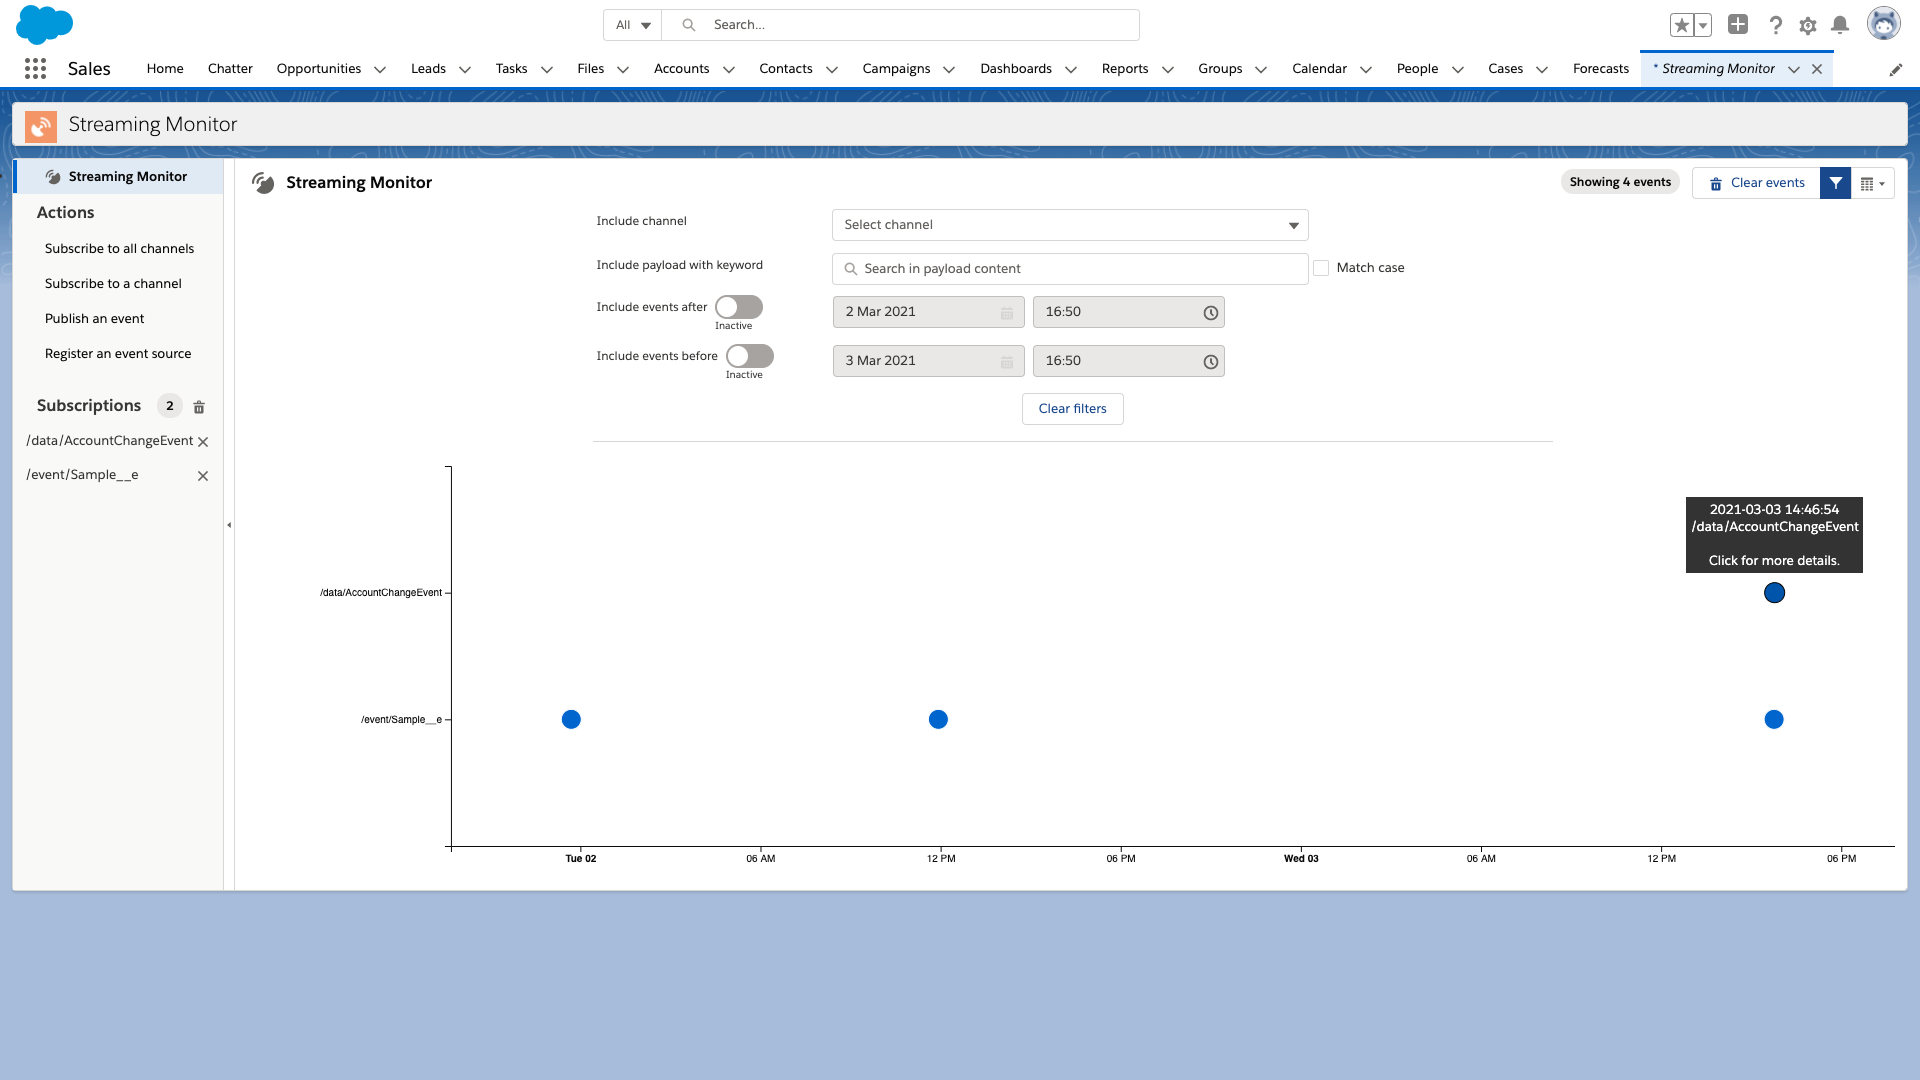 All
Search...
Sales
Home
Chatter
Opportunities
Leads
Tasks
Files
Accounts
Contacts
Campaigns
Dashboards
Reports
Groups
Calendar
People
Cases
Forecasts
* Streaming Monitor
Streaming Monitor
Streaming Monitor
Actions
Subscribe to all channels
Subscribe to a channel
Publish an event
Register an event source
Subscriptions 2
/data/AccountChangeEvent
/event/Sample__e
Streaming Monitor
Showing 4 events
Clear events
Include channel
Select channel
Include payload with keyword
Search in payload content
Match case
Include events after
Inactive
2 Mar 2021
16:50
Include events before
Inactive
3 Mar 2021
16:50
Clear filters
2021-03-03 14:46:54
/data/AccountChangeEvent
Click for more details.
/data/AccountChangeEvent
/event/Sample__e
Tue 02
06 AM
12 PM
06 PM
Wed 03
06 AM
12 PM
06 PM